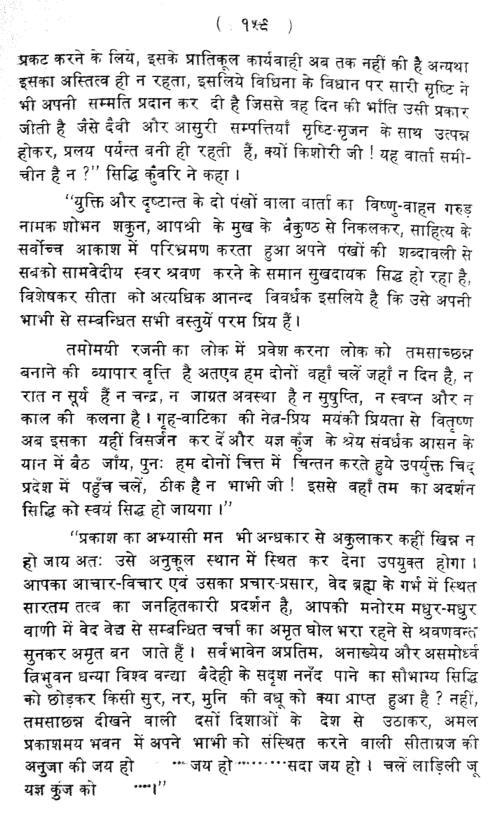 ( १५९ )
प्रकट करने के लिये, इसके प्रातिकूल कार्यवाही अब तक नहीं की है अन्यथा
इसका अस्तित्व ही न रहता, इसलिये विधिना के विधान पर सारी सृष्टि ने
भी अपनी सम्मति प्रदान कर दी है जिससे वह दिन की भाँति उसी प्रकार
जीती है जैसे दैवी और आसुरी सम्पत्तियाँ सृष्टि-सृजन के साथ उत्पन्न
होकर, प्रलय पर्यन्त बनी ही रहती हैं, क्यों किशोरी जी ! यह वार्ता समी-
चीन है न ?” सिद्धि कुँवरि ने कहा।
“युक्ति और दृष्टान्त के दो पंखों वाला वार्ता का विष्णु-वाहन गरुड़
नामक शोभन शकुन, आपश्री के मुख के वैकुण्ठ से निकलकर, साहित्य के
सर्वोच्च आकाश में परिभ्रमण करता हुआ अपने पंखों की शब्दावली से
सबको सामवेदीय स्वर श्रवण करने के समान सुखदायक सिद्ध हो रहा है,
विशेषकर सीता को अत्यधिक आनन्द विवर्धक इसलिये है कि उसे अपनी
भाभी से सम्बन्धित सभी वस्तुयें परम प्रिय हैं।
तमोमयी रजनी का लोक में प्रवेश करना लोक को तमसाच्छन्न
बनाने की व्यापार वृत्ति है अतएव हम दोनों वहाँ चलें जहाँ न दिन है, न
रात न सूर्य हैं न चन्द्र, न जाग्रत अवस्था है न सुषुप्ति, न स्वप्न और न
काल की कलना है। गृह-वाटिका की नेत्र-प्रिय मयंकी प्रियता से वितृष्ण
अब इसका यहीं विसर्जन कर दें और यज्ञ कुँज के श्रेय संवर्धक आसन के
यान में बैठ जाँय, पुनः हम दोनों चित्त में चिन्तन करते हुये उपर्युक्त चिद्
प्रदेश में पहुँच चलें, ठीक है न भाभी जी ! इससे वहाँ तम का अदर्शन
सिद्धि को स्वयं सिद्ध हो जायगा।”
“प्रकाश का अभ्यासी मन भी अन्धकार से अकुलाकर कहीं खिन्न न
हो जाय अतः उसे अनुकूल स्थान में स्थित कर देना उपयुक्त होगा।
आपका आचार-विचार एवं उसका प्रचार-प्रसार, वेद ब्रह्म के गर्भ में स्थित
सारतम तत्व का जनहितकारी प्रदर्शन है, आपकी मनोरम मधुर-मधुर
वाणी में वेद वेद्य से सम्बन्धित चर्चा का अमृत घोल भरा रहने से श्रवणवन्त
सुनकर अमृत बन जाते हैं। सर्वभावेन अप्रतिम, अनाख्येय और असमोर्ध्व
त्रिभुवन धन्या विश्व वन्द्या वैदेही के सदृश ननँद पाने का सौभाग्य सिद्धि
को छोड़कर किसी सुर, नर, मुनि की वधू को क्या प्राप्त हुआ है ? नहीं,
तमसाछन्न दीखने वाली दसों दिशाओं के देश से उठाकर, अमल
प्रकाशमय भवन में अपने भाभी को संस्थित करने वाली सीताग्रज की
अनुजा की जय हो ····जय हो·········सदा जय हो। चलें लाड़िली जू
यज्ञ कुँज को ····।”